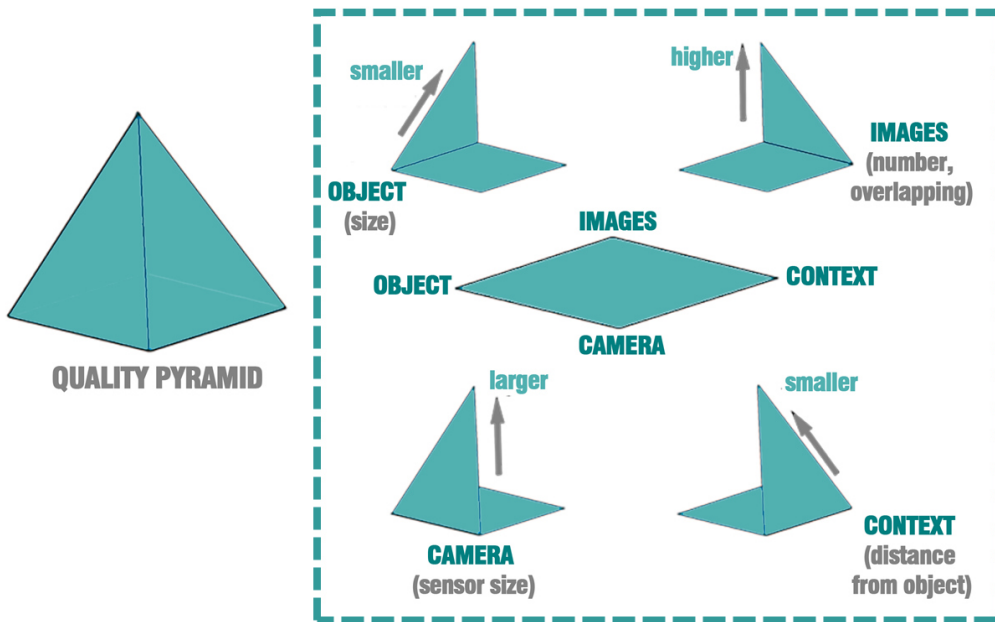 smaller
higher
OBJECT
(size)
IMAGES
(number,
overlapping)
IMAGES
OBJECT
CONTEXT
CAMERA
QUALITY PYRAMID
larger
smaller
CAMERA
(sensor size)
CONTEXT
(distance
from object)